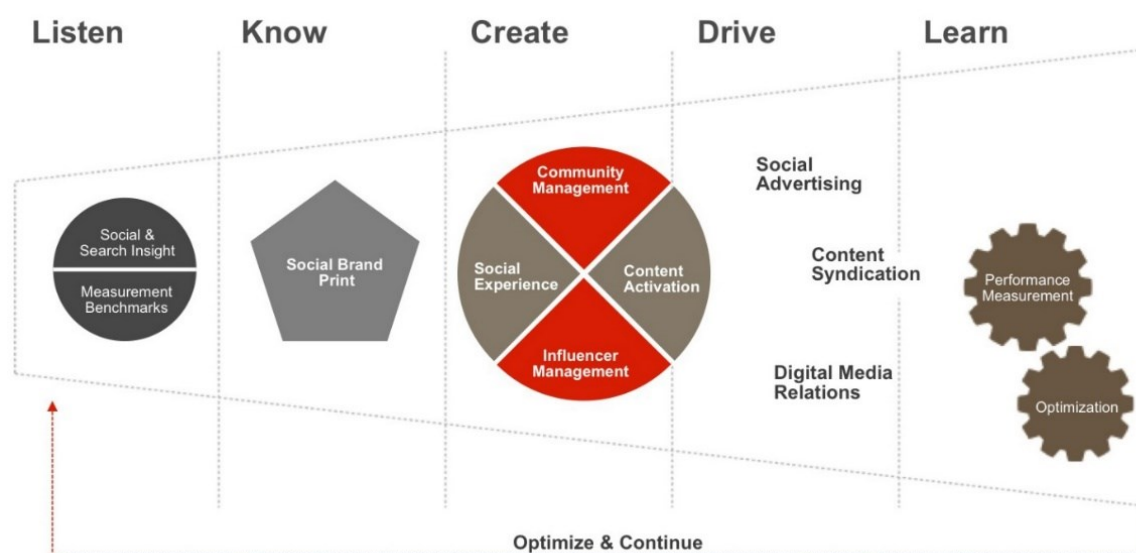 Listen
Know
Create
Drive
Learn
Social &
Search Insight
Measurement
Benchmarks
Social Brand
Print
Community
Management
Social
Experience
Content
Activation
Influencer
Management
Social
Advertising
Content
Syndication
Digital Media
Relations
Performance
Measurement
Optimization
Optimize & Continue